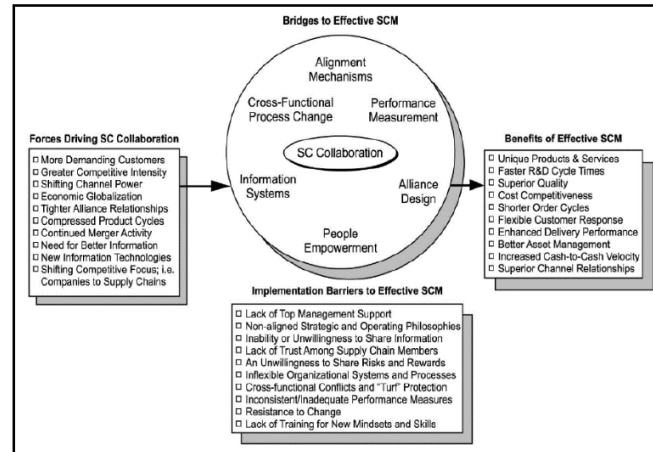 Bridges to Effective SCM
Alignment
Mechanisms
Cross-Functional
Process Change
Performance
Measurement
SC Collaboration
Information
Systems
Alliance
Design
People
Empowerment
Forces Driving SC Collaboration
More Demanding Customers
Greater Competitive Intensity
Shifting Channel Power
Economic Globalization
Tighter Alliance Relationships
Compressed Product Cycles
Continued Merger Activity
Need for Better Information
New Information Technologies
Shifting Competitive Focus; i.e.
Companies to Supply Chains
Benefits of Effective SCM
Unique Products & Services
Faster R&D Cycle Times
Superior Quality
Cost Competitiveness
Shorter Order Cycles
Flexible Customer Response
Enhanced Delivery Performance
Better Asset Management
Increased Cash-to-Cash Velocity
Superior Channel Relationships
Implementation Barriers to Effective SCM
Lack of Top Management Support
Non-aligned Strategic and Operating Philosophies
Inability or Unwillingness to Share Information
Lack of Trust Among Supply Chain Members
An Unwillingness to Share Risks and Rewards
Inflexible Organizational Systems and Processes
Cross-functional Conflicts and "Turf" Protection
Inconsistent/Inadequate Performance Measures
Resistance to Change
Lack of Training for New Mindsets and Skills